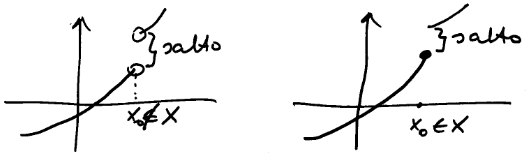 } salto
} salto
x₀ ∉ X
x₀ ∈ X